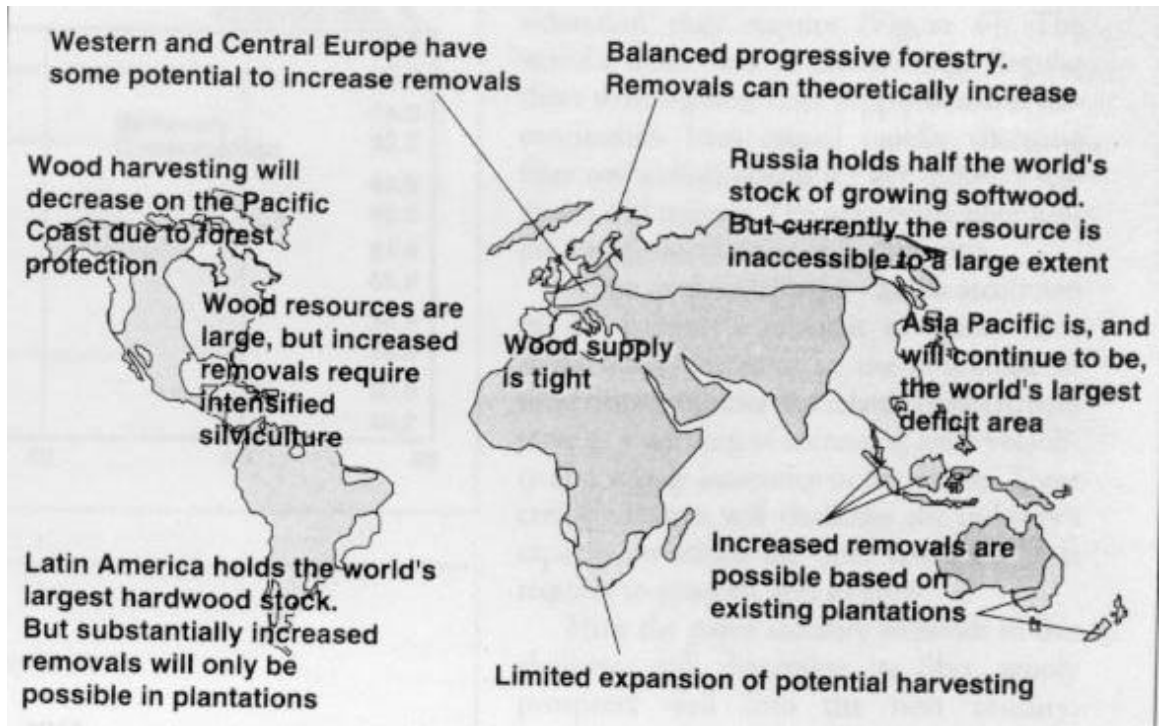 Western and Central Europe have
some potential to increase removals
Balanced progressive forestry.
Removals can theoretically increase
Wood harvesting will
decrease on the Pacific
Coast due to forest
protection
Russia holds half the world's
stock of growing softwood.
But currently the resource is
inaccessible to a large extent
Wood resources are
large, but increased
removals require
intensified
silviculture
Wood supply
is tight
Asia Pacific is, and
will continue to be,
the world's largest
deficit area
Latin America holds the world's
largest hardwood stock.
But substantially increased
removals will only be
possible in plantations
Increased removals are
possible based on
existing plantations
Limited expansion of potential harvesting